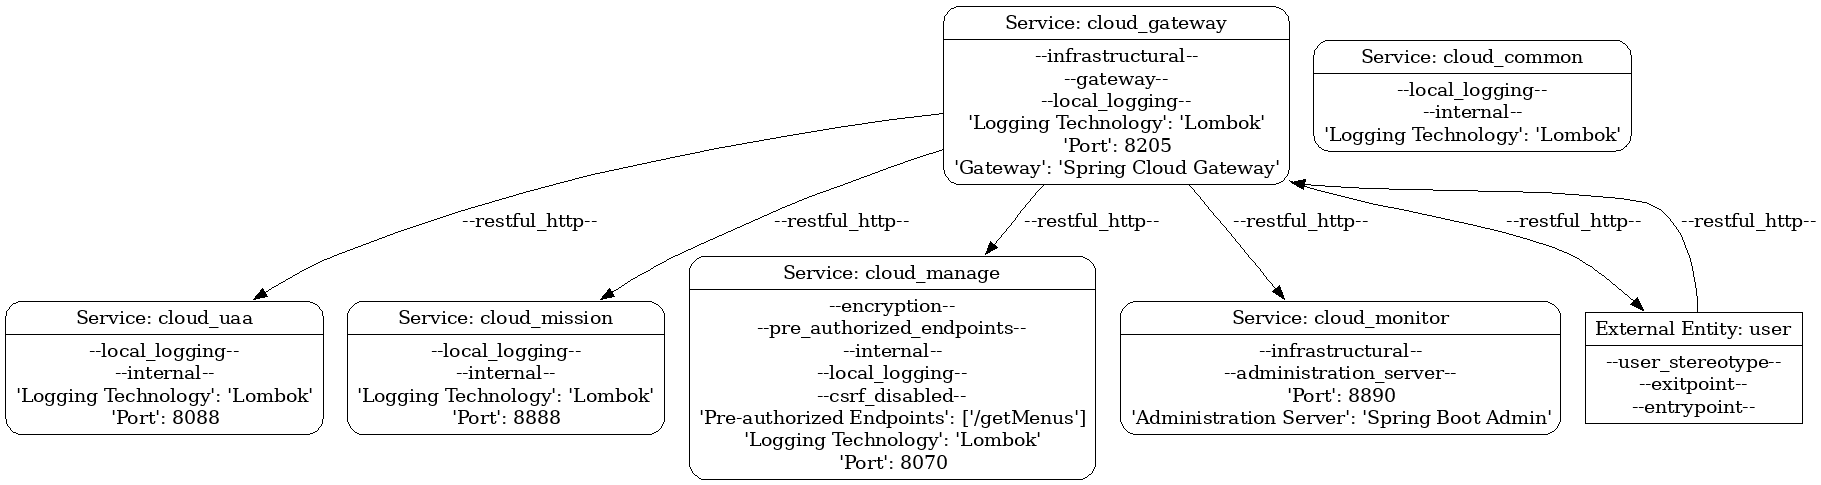 Service: cloud_gateway
--infrastructural--
--gateway--
--local_logging--
'Logging Technology': 'Lombok'
'Port': 8205
'Gateway': 'Spring Cloud Gateway'
Service: cloud_common
--local_logging--
--internal--
'Logging Technology': 'Lombok'
--restful_http--
--restful_http--
--restful_http--
--restful_http--
--restful_http--
--restful_http--
Service: cloud_uaa
--local_logging--
--internal--
'Logging Technology': 'Lombok'
'Port': 8088
Service: cloud_mission
--local_logging--
--internal--
'Logging Technology': 'Lombok'
'Port': 8888
Service: cloud_manage
--encryption--
--pre_authorized_endpoints--
--internal--
--local_logging--
--csrf_disabled--
'Pre-authorized Endpoints': ['/getMenus']
'Logging Technology': 'Lombok'
'Port': 8070
Service: cloud_monitor
--infrastructural--
--administration_server--
'Port': 8890
'Administration Server': 'Spring Boot Admin'
External Entity: user
--user_stereotype--
--exitpoint--
--entrypoint--